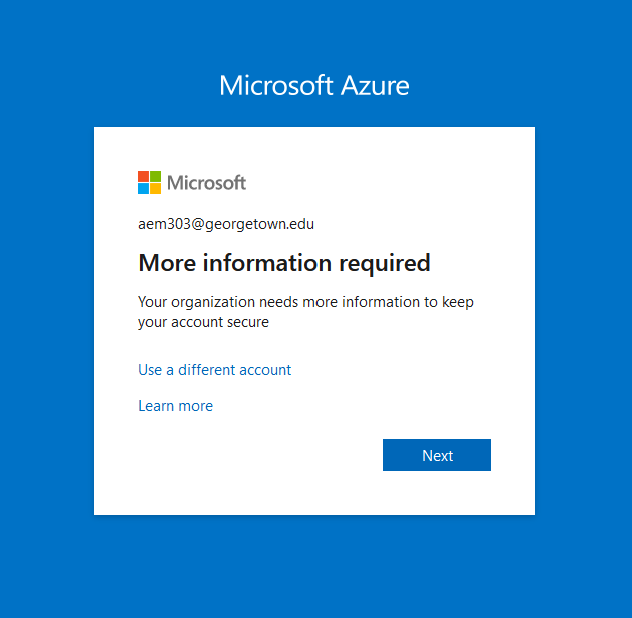 Microsoft Azure
Microsoft
aem303@georgetown.edu
More information required
Your organization needs more information to keep
your account secure
Use a different account
Learn more
Next